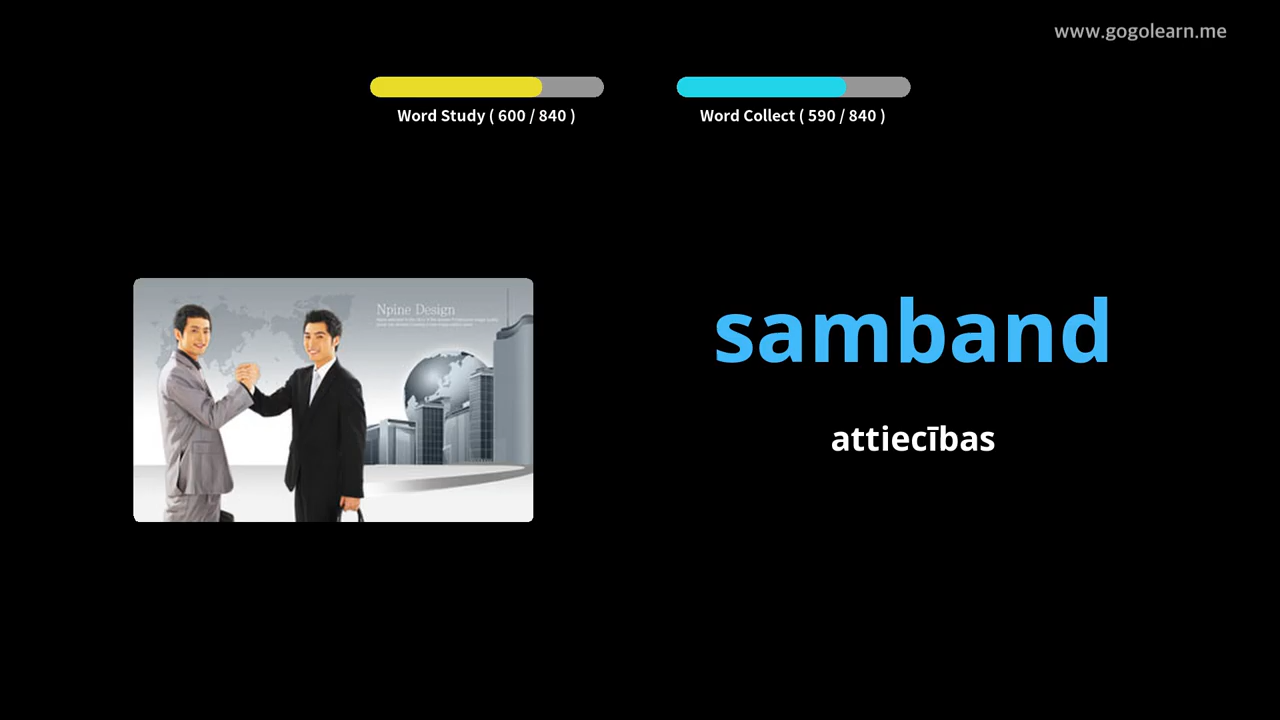 www.gogolearn.me
Word Study ( 600 / 840 )
Word Collect ( 590 / 840 )
Npine Design
samband
attiecības